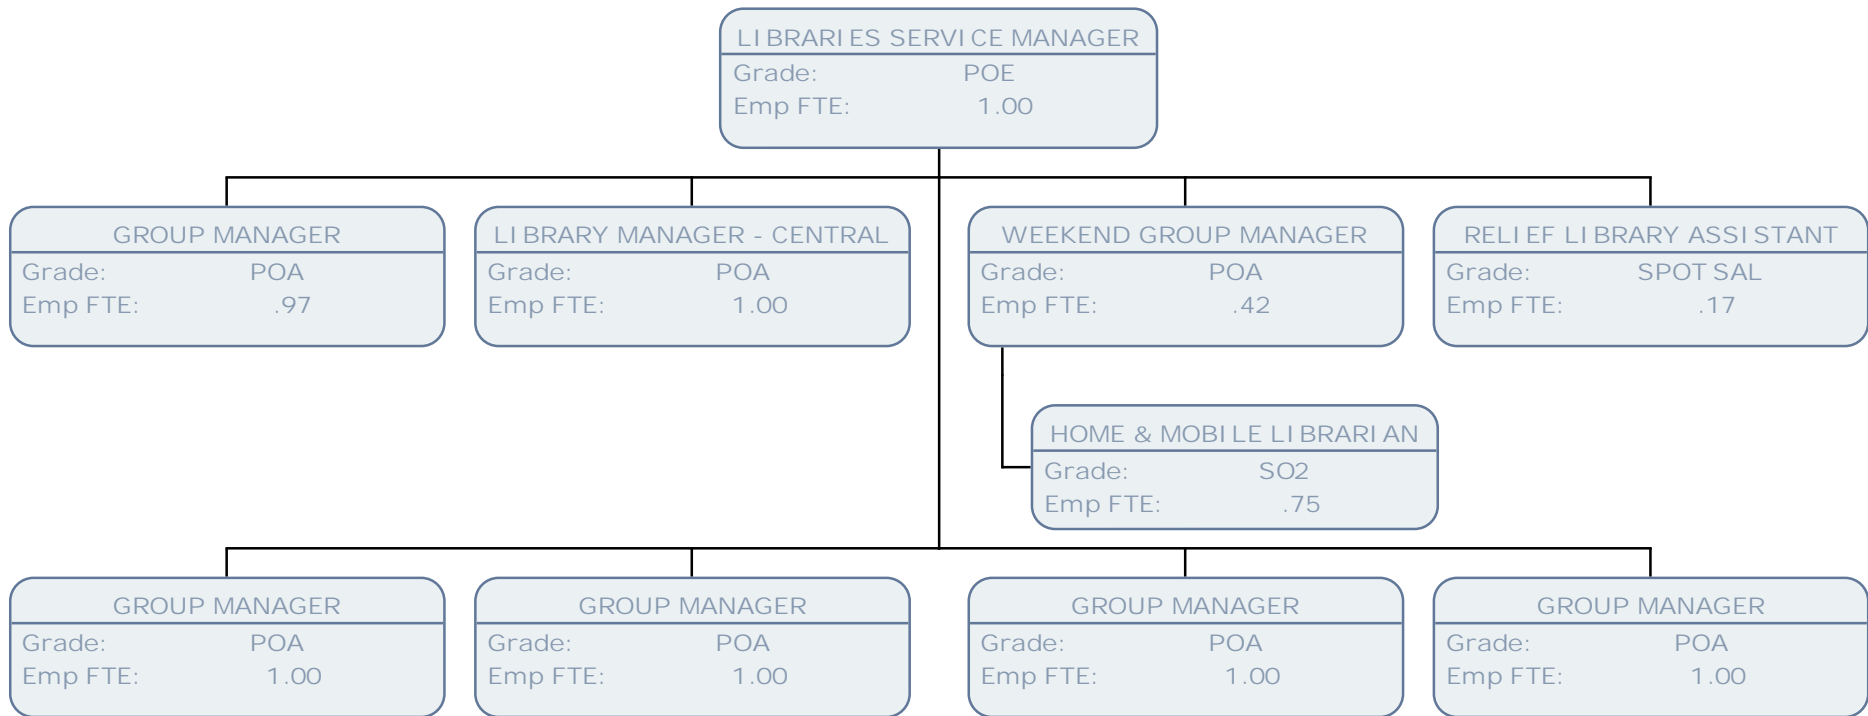 LIBRARIES SERVICE MANAGER
Grade: POE
Emp FTE: 1.00
GROUP MANAGER
Grade: POA
Emp FTE: .97
LIBRARY MANAGER - CENTRAL
Grade: POA
Emp FTE: 1.00
WEEKEND GROUP MANAGER
Grade: POA
Emp FTE: .42
RELIEF LIBRARY ASSISTANT
Grade: SPOT SAL
Emp FTE: .17
HOME & MOBILE LIBRARIAN
Grade: SO2
Emp FTE: .75
GROUP MANAGER
Grade: POA
Emp FTE: 1.00
GROUP MANAGER
Grade: POA
Emp FTE: 1.00
GROUP MANAGER
Grade: POA
Emp FTE: 1.00
GROUP MANAGER
Grade: POA
Emp FTE: 1.00